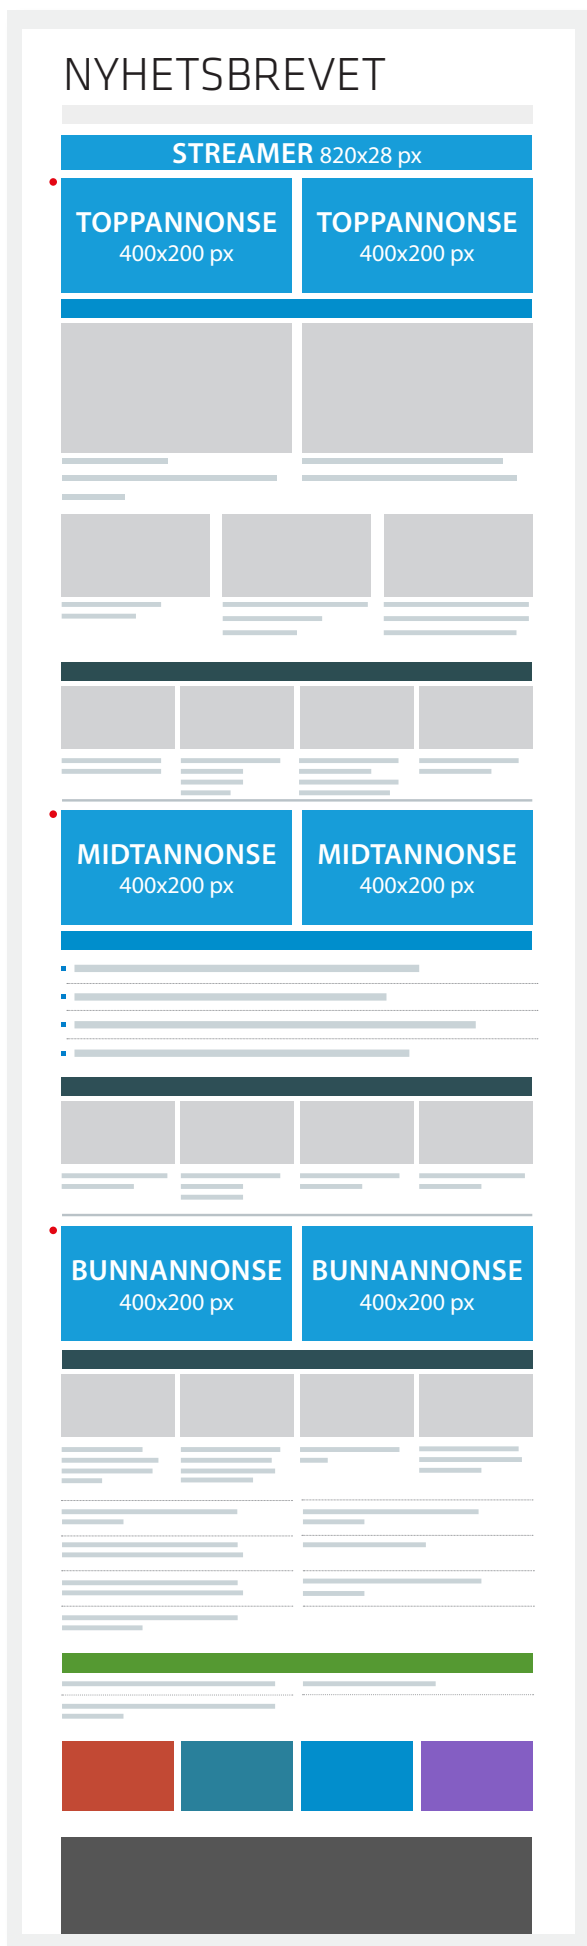 NYHETSBREVET
STREAMER 820x28 px
TOPPANNONSE
400x200 px
TOPPANNONSE
400x200 px
MIDTANNONSE
400x200 px
MIDTANNONSE
400x200 px
BUNNANNONSE
400x200 px
BUNNANNONSE
400x200 px